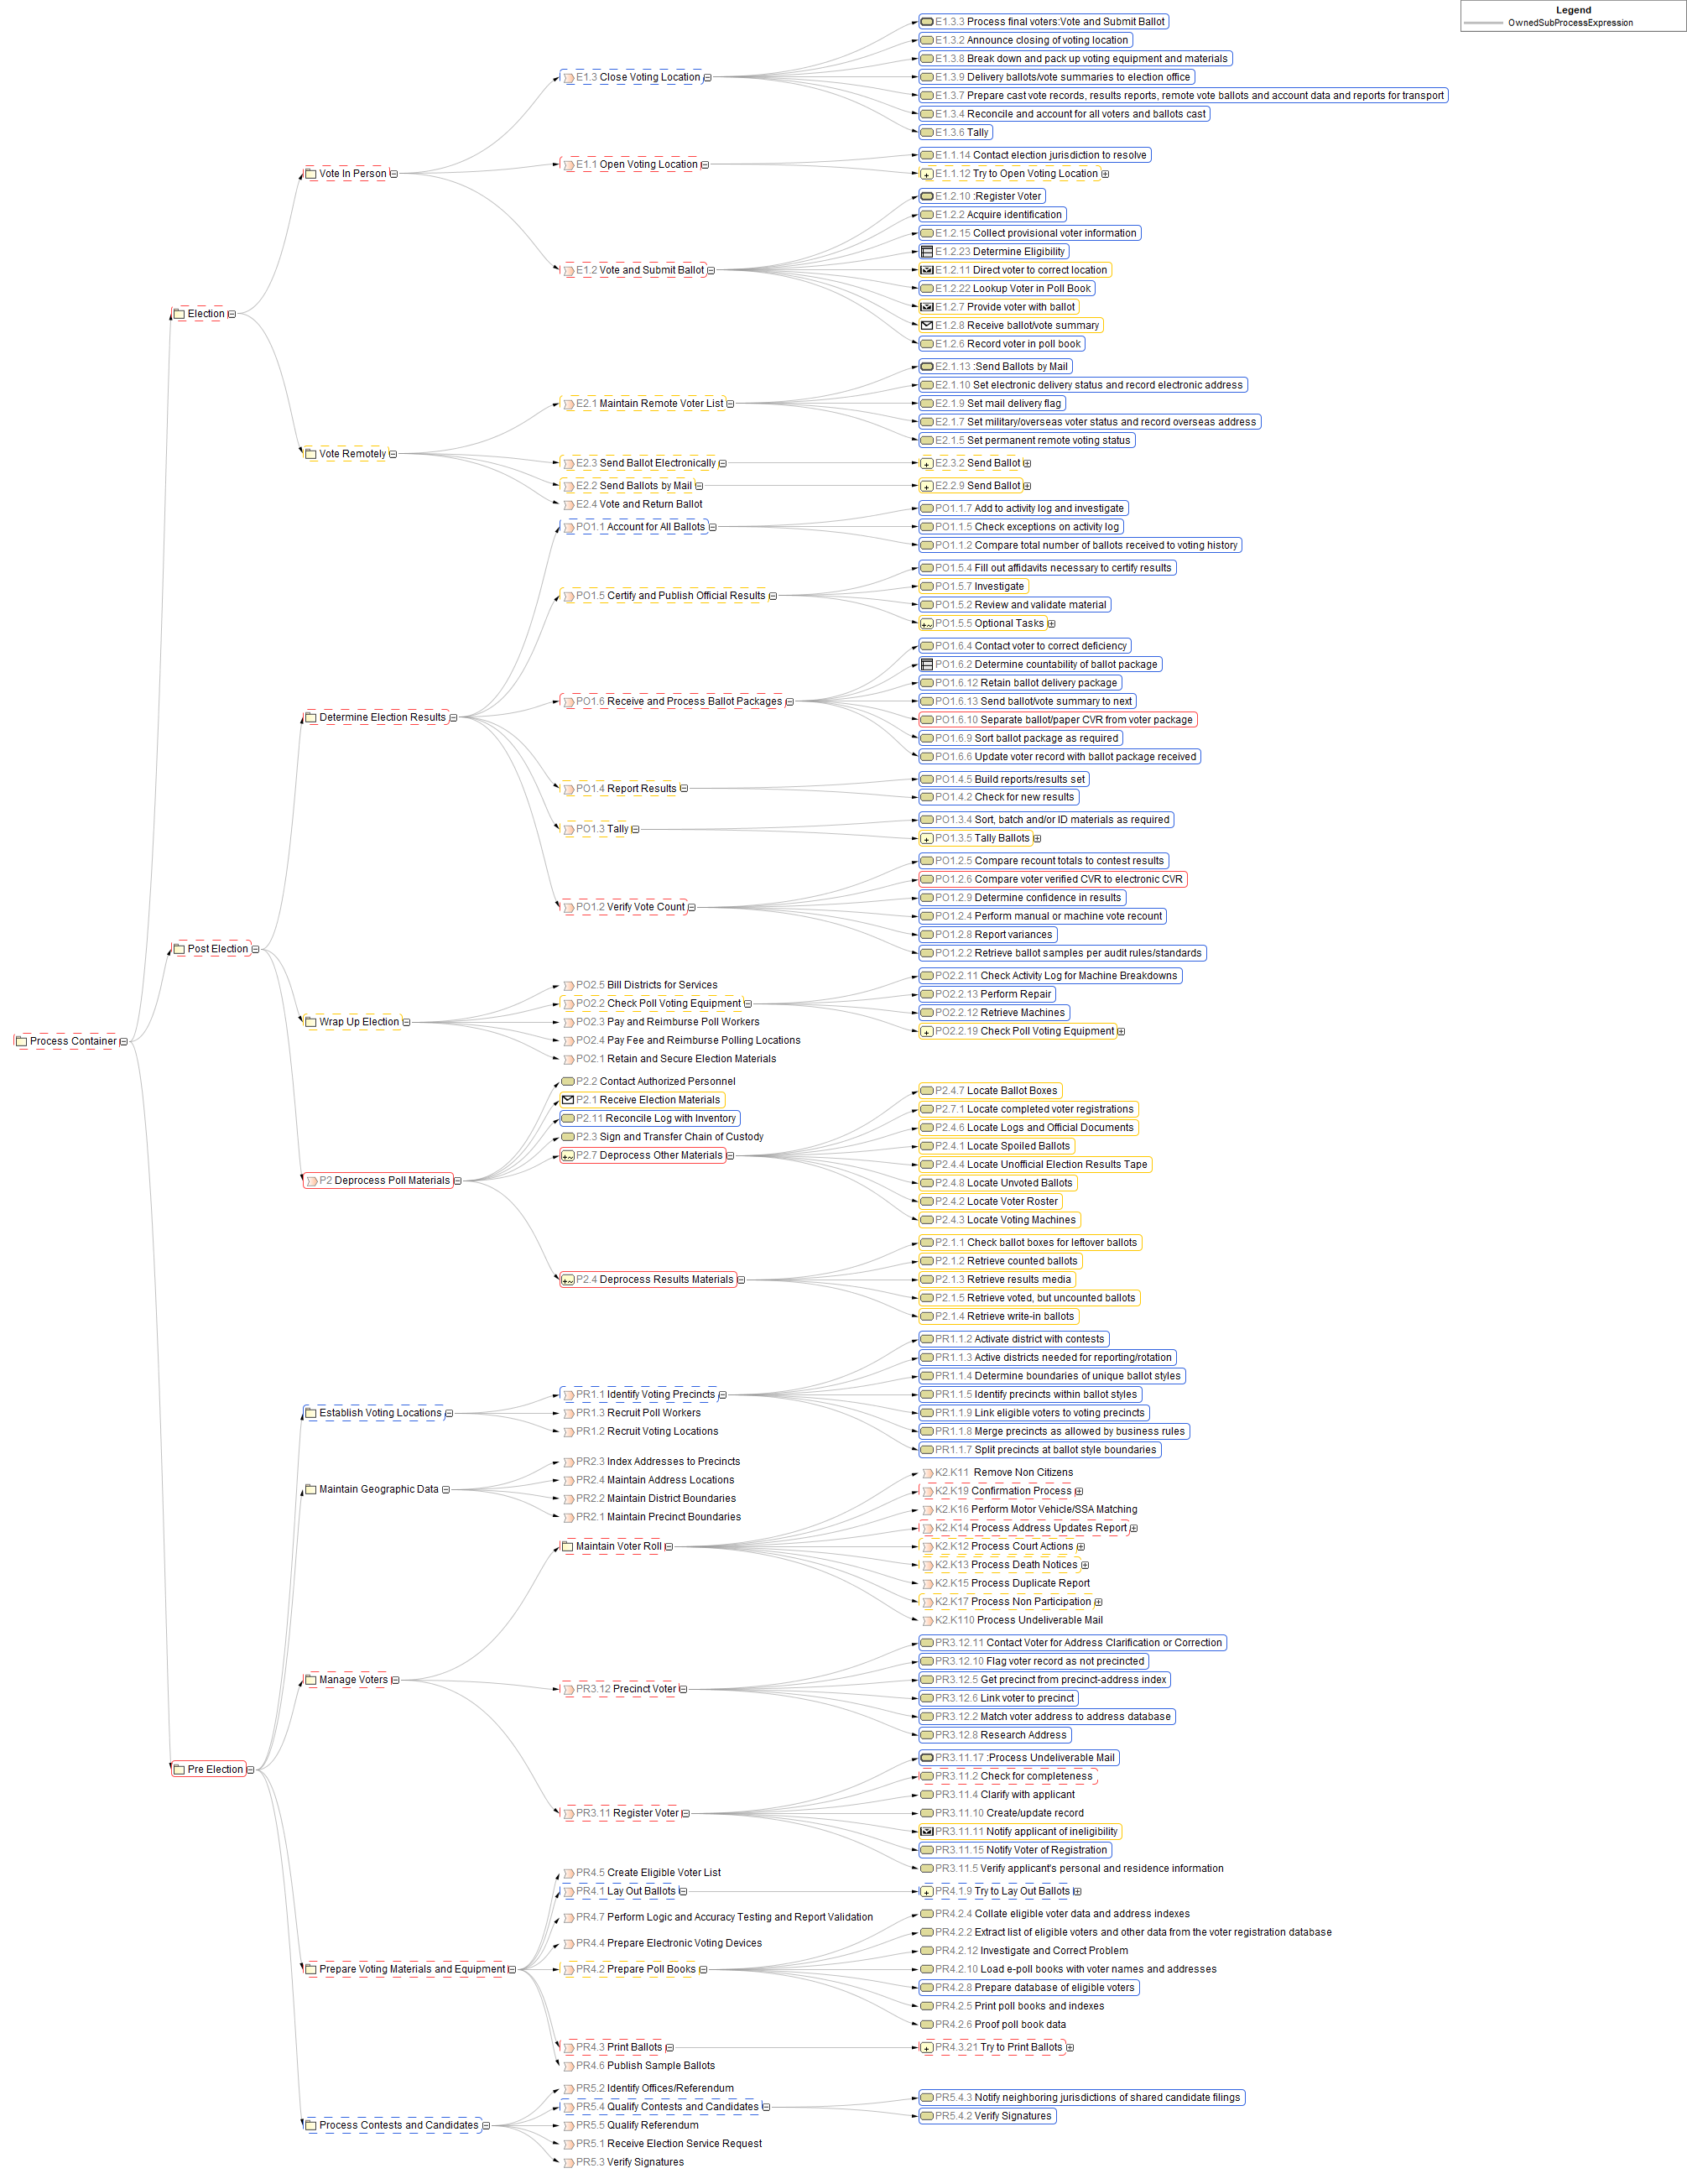 Legend
OwnedSubProcessExpression
Process Container
Election
Vote In Person
E1.3 Close Voting Location
E1.3.3 Process final voters:Vote and Submit Ballot
E1.3.2 Announce closing of voting location
E1.3.8 Break down and pack up voting equipment and materials
E1.3.9 Delivery ballots/vote summaries to election office
E1.3.7 Prepare cast vote records, results reports, remote vote ballots and account data and reports for transport
E1.3.4 Reconcile and account for all voters and ballots cast
E1.3.6 Tally
E1.1 Open Voting Location
E1.1.14 Contact election jurisdiction to resolve
E1.1.12 Try to Open Voting Location
E1.2 Vote and Submit Ballot
E1.2.10 :Register Voter
E1.2.2 Acquire identification
E1.2.15 Collect provisional voter information
E1.2.23 Determine Eligibility
E1.2.11 Direct voter to correct location
E1.2.22 Lookup Voter in Poll Book
E1.2.7 Provide voter with ballot
E1.2.8 Receive ballot/vote summary
E1.2.6 Record voter in poll book
Vote Remotely
E2.1 Maintain Remote Voter List
E2.1.13 :Send Ballots by Mail
E2.1.10 Set electronic delivery status and record electronic address
E2.1.9 Set mail delivery flag
E2.1.7 Set military/overseas voter status and record overseas address
E2.1.5 Set permanent remote voting status
E2.3 Send Ballot Electronically
E2.3.2 Send Ballot
E2.2 Send Ballots by Mail
E2.2.9 Send Ballot
E2.4 Vote and Return Ballot
Post Election
Determine Election Results
PO1.1 Account for All Ballots
PO1.1.7 Add to activity log and investigate
PO1.1.5 Check exceptions on activity log
PO1.1.2 Compare total number of ballots received to voting history
PO1.5 Certify and Publish Official Results
PO1.5.4 Fill out affidavits necessary to certify results
PO1.5.7 Investigate
PO1.5.2 Review and validate material
PO1.5.5 Optional Tasks
PO1.6 Receive and Process Ballot Packages
PO1.6.4 Contact voter to correct deficiency
PO1.6.2 Determine countability of ballot package
PO1.6.12 Retain ballot delivery package
PO1.6.13 Send ballot/vote summary to next
PO1.6.10 Separate ballot/paper CVR from voter package
PO1.6.9 Sort ballot package as required
PO1.6.6 Update voter record with ballot package received
PO1.4 Report Results
PO1.4.5 Build reports/results set
PO1.4.2 Check for new results
PO1.3 Tally
PO1.3.4 Sort, batch and/or ID materials as required
PO1.3.5 Tally Ballots
PO1.2 Verify Vote Count
PO1.2.5 Compare recount totals to contest results
PO1.2.6 Compare voter verified CVR to electronic CVR
PO1.2.9 Determine confidence in results
PO1.2.4 Perform manual or machine vote recount
PO1.2.8 Report variances
PO1.2.2 Retrieve ballot samples per audit rules/standards
Wrap Up Election
PO2.5 Bill Districts for Services
PO2.2 Check Poll Voting Equipment
PO2.2.11 Check Activity Log for Machine Breakdowns
PO2.2.13 Perform Repair
PO2.2.12 Retrieve Machines
PO2.2.19 Check Poll Voting Equipment
PO2.3 Pay and Reimburse Poll Workers
PO2.4 Pay Fee and Reimburse Polling Locations
PO2.1 Retain and Secure Election Materials
P2 Deprocess Poll Materials
P2.2 Contact Authorized Personnel
P2.1 Receive Election Materials
P2.11 Reconcile Log with Inventory
P2.3 Sign and Transfer Chain of Custody
P2.7 Deprocess Other Materials
P2.4.7 Locate Ballot Boxes
P2.7.1 Locate completed voter registrations
P2.4.6 Locate Logs and Official Documents
P2.4.1 Locate Spoiled Ballots
P2.4.4 Locate Unofficial Election Results Tape
P2.4.8 Locate Unvoted Ballots
P2.4.2 Locate Voter Roster
P2.4.3 Locate Voting Machines
P2.4 Deprocess Results Materials
P2.1.1 Check ballot boxes for leftover ballots
P2.1.2 Retrieve counted ballots
P2.1.3 Retrieve results media
P2.1.5 Retrieve voted, but uncounted ballots
P2.1.4 Retrieve write-in ballots
Pre Election
Establish Voting Locations
PR1.1 Identify Voting Precincts
PR1.1.2 Activate district with contests
PR1.1.3 Active districts needed for reporting/rotation
PR1.1.4 Determine boundaries of unique ballot styles
PR1.1.5 Identify precincts within ballot styles
PR1.1.9 Link eligible voters to voting precincts
PR1.1.8 Merge precincts as allowed by business rules
PR1.1.7 Split precincts at ballot style boundaries
PR1.3 Recruit Poll Workers
PR1.2 Recruit Voting Locations
Maintain Geographic Data
PR2.3 Index Addresses to Precincts
PR2.4 Maintain Address Locations
PR2.2 Maintain District Boundaries
PR2.1 Maintain Precinct Boundaries
Manage Voters
Maintain Voter Roll
K2.K11 Remove Non Citizens
K2.K19 Confirmation Process
K2.K16 Perform Motor Vehicle/SSA Matching
K2.K14 Process Address Updates Report
K2.K12 Process Court Actions
K2.K13 Process Death Notices
K2.K15 Process Duplicate Report
K2.K17 Process Non Participation
K2.K110 Process Undeliverable Mail
PR3.12 Precinct Voter
PR3.12.11 Contact Voter for Address Clarification or Correction
PR3.12.10 Flag voter record as not precincted
PR3.12.5 Get precinct from precinct-address index
PR3.12.6 Link voter to precinct
PR3.12.2 Match voter address to address database
PR3.12.8 Research Address
PR3.11 Register Voter
PR3.11.17 :Process Undeliverable Mail
PR3.11.2 Check for completeness
PR3.11.4 Clarify with applicant
PR3.11.10 Create/update record
PR3.11.11 Notify applicant of ineligibility
PR3.11.15 Notify Voter of Registration
PR3.11.5 Verify applicant's personal and residence information
Prepare Voting Materials and Equipment
PR4.5 Create Eligible Voter List
PR4.1 Lay Out Ballots
PR4.1.9 Try to Lay Out Ballots
PR4.7 Perform Logic and Accuracy Testing and Report Validation
PR4.4 Prepare Electronic Voting Devices
PR4.2 Prepare Poll Books
PR4.2.4 Collate eligible voter data and address indexes
PR4.2.2 Extract list of eligible voters and other data from the voter registration database
PR4.2.12 Investigate and Correct Problem
PR4.2.10 Load e-poll books with voter names and addresses
PR4.2.8 Prepare database of eligible voters
PR4.2.5 Print poll books and indexes
PR4.2.6 Proof poll book data
PR4.3 Print Ballots
PR4.3.21 Try to Print Ballots
PR4.6 Publish Sample Ballots
Process Contests and Candidates
PR5.2 Identify Offices/Referendum
PR5.4 Qualify Contests and Candidates
PR5.4.3 Notify neighboring jurisdictions of shared candidate filings
PR5.4.2 Verify Signatures
PR5.5 Qualify Referendum
PR5.1 Receive Election Service Request
PR5.3 Verify Signatures